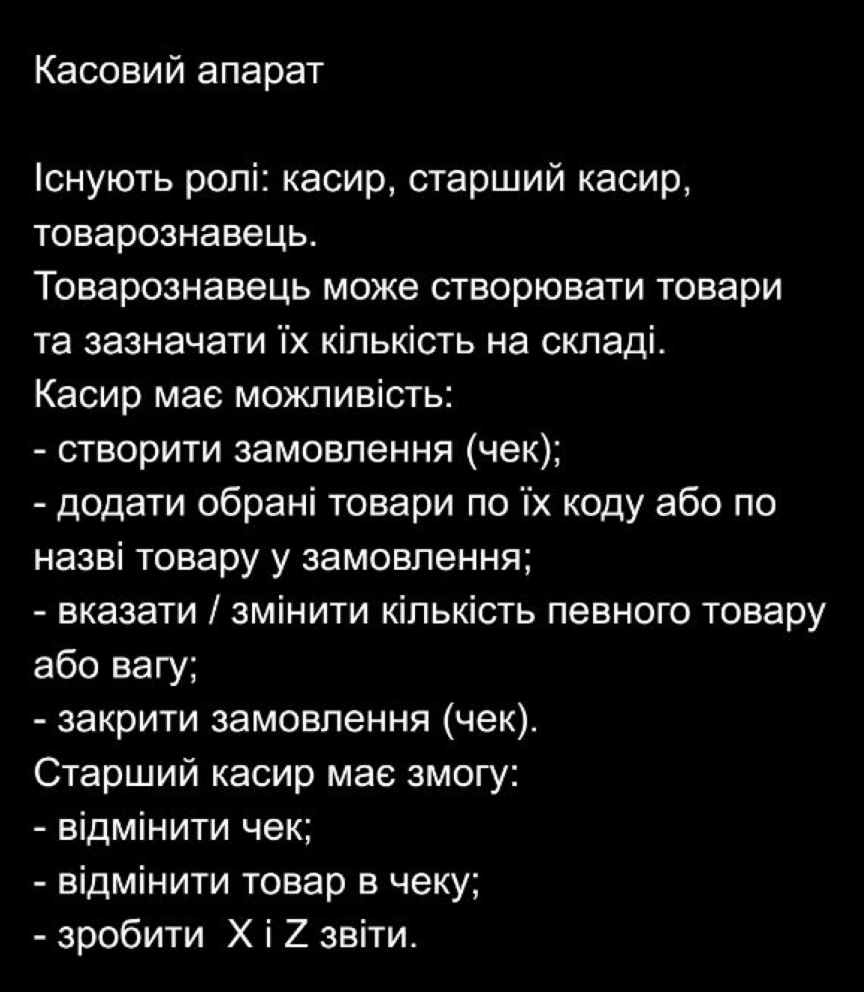 Касовий апарат
Існують ролі: касир, старший касир,
товарознавець.
Товарознавець може створювати товари
та зазначати їх кількість на складі.
Касир має можливість:
- створити замовлення (чек);
- додати обрані товари по їх коду або по
назві товару у замовлення;
- вказати / змінити кількість певного товару
або вагу;
- закрити замовлення (чек).
Старший касир має змогу:
- відмінити чек;
- відмінити товар в чеку;
- зробити  X і Z звіти.